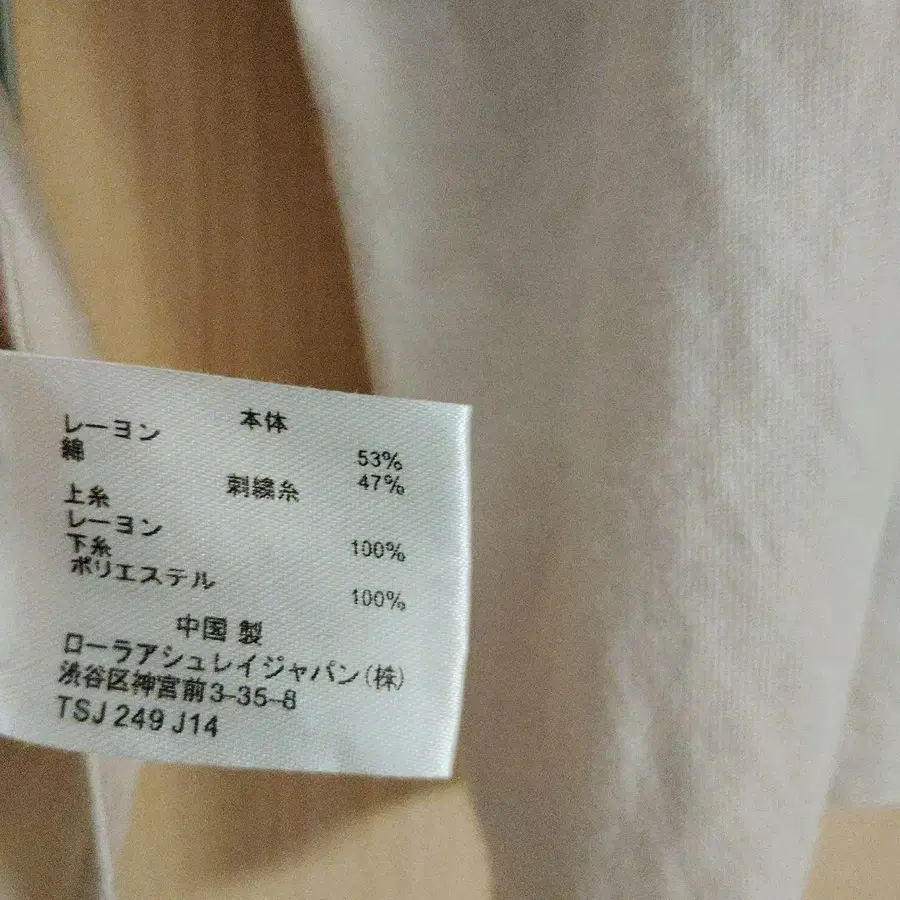 本体
レーヨン 53%
綿 47%
刺繍糸
上糸
レーヨン 100%
下糸
ポリエステル 100%
中国製
ローラアシュレイジャパン(株)
渋谷区神宮前3-35-8
TSJ 249 J14